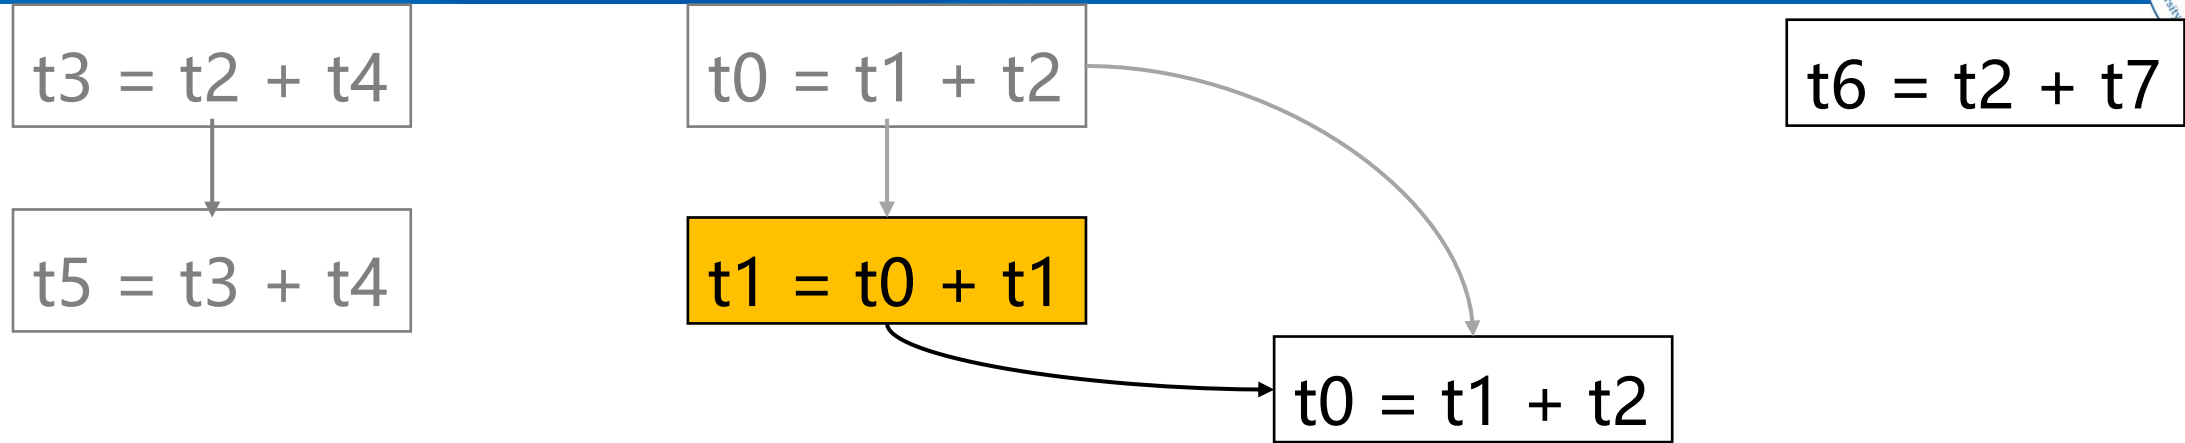 t3 = t2 + t4
t0 = t1 + t2
t6 = t2 + t7
t5 = t3 + t4
t1 = t0 + t1
t0 = t1 + t2